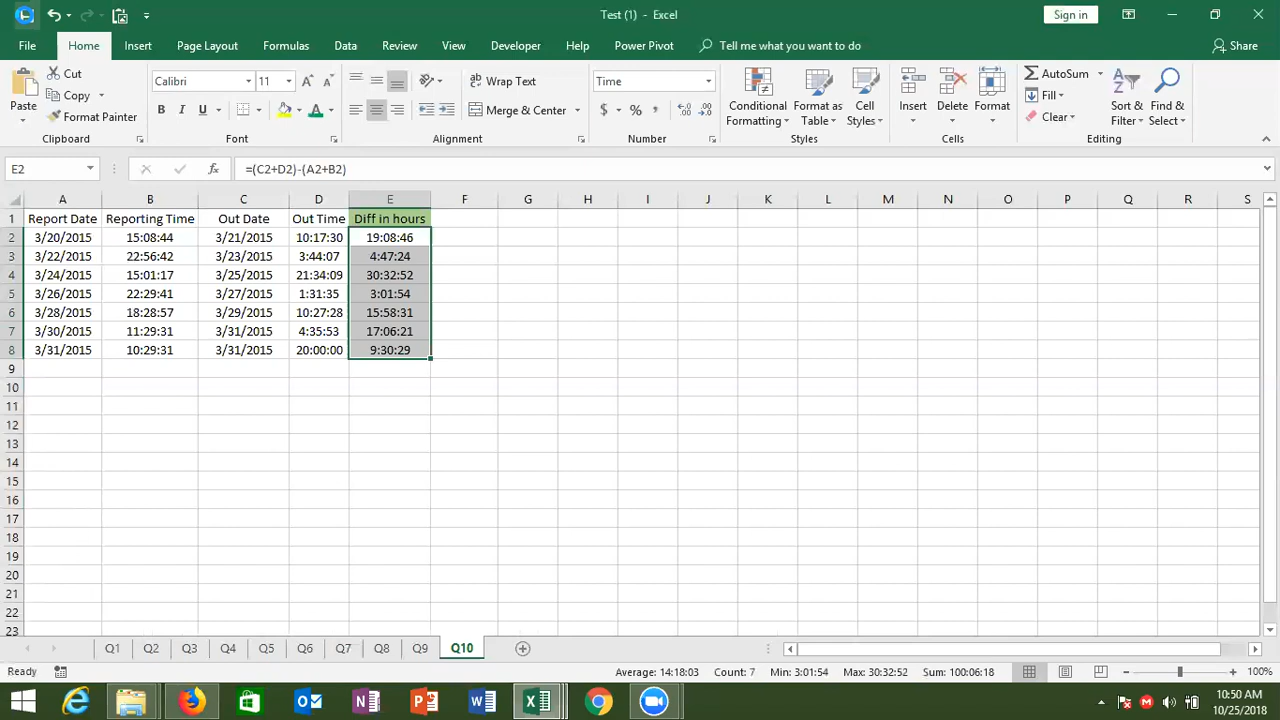 Test (1) - Excel
Sign in
File Home Insert Page Layout Formulas Data Review View Developer Help Power Pivot Tell me what you want to do Share
Paste
Cut
Copy
Format Painter
Clipboard
Calibri 11
B I U
Font
Wrap Text
Merge & Center
Alignment
Time
$ % ,
Number
Conditional Formatting
Format as Table
Cell Styles
Styles
Insert
Delete
Format
Cells
AutoSum
Fill
Clear
Sort & Filter
Find & Select
Editing
E2 fx =(C2+D2)-(A2+B2)
A B C D E F G H I J K L M N O P Q R S
1 Report Date Reporting Time Out Date Out Time Diff in hours
2 3/20/2015 15:08:44 3/21/2015 10:17:30 19:08:46
3 3/22/2015 22:56:42 3/23/2015 3:44:07 4:47:24
4 3/24/2015 15:01:17 3/25/2015 21:34:09 30:32:52
5 3/26/2015 22:29:41 3/27/2015 1:31:35 3:01:54
6 3/28/2015 18:28:57 3/29/2015 10:27:28 15:58:31
7 3/30/2015 11:29:31 3/31/2015 4:35:53 17:06:21
8 3/31/2015 10:29:31 3/31/2015 20:00:00 9:30:29
9
10
11
12
13
14
15
16
17
18
19
20
21
22
23
Q1 Q2 Q3 Q4 Q5 Q6 Q7 Q8 Q9 Q10
Ready Average: 14:18:03 Count: 7 Min: 3:01:54 Max: 30:32:52 Sum: 100:06:18 100%
10:50 AM
10/25/2018